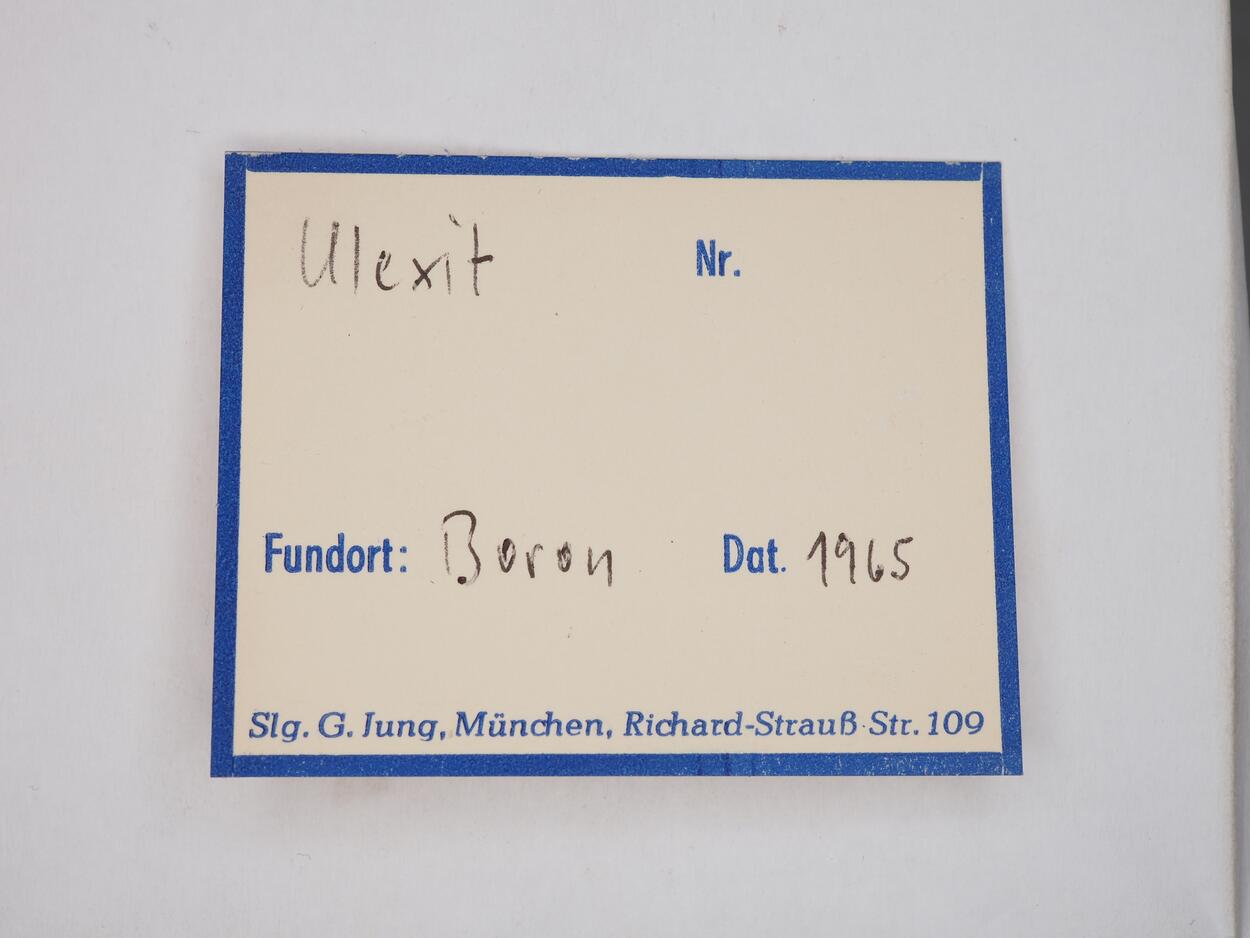 Ulexit Nr.
Fundort: Boron Dat. 1965
Slg. G. Jung, München, Richard-Strauß-Str. 109